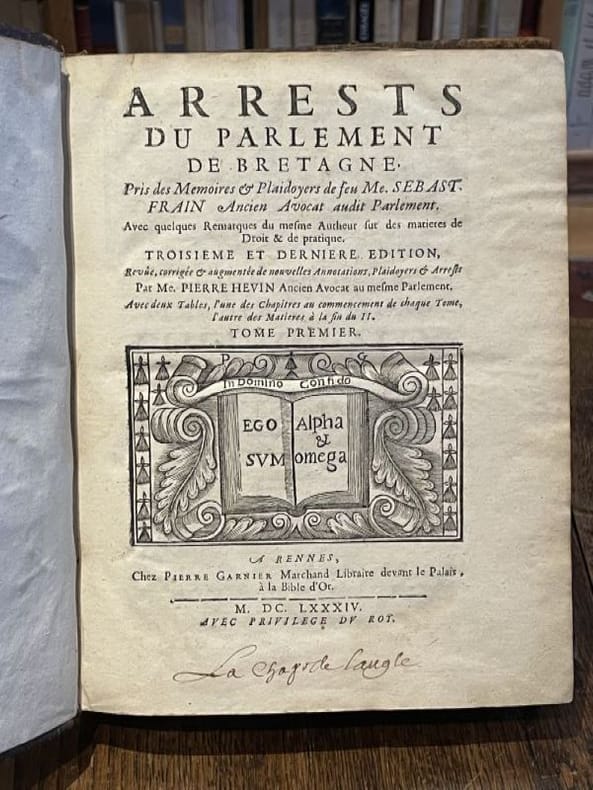 ARRESTS
DU PARLEMENT
DE BRETAGNE.
Pris des Memoires & Plaidoyers de feu Me. SEBAST.
FRAIN Ancien Avocat audit Parlement,
Avec quelques Remarques du mesme Autheur sur des matieres de
Droit & de pratique.
TROISIEME ET DERNIERE EDITION,
Revüe, corrigée & augmentée de nouvelles Annotations, Plaidoyers & Arrests
Par Me. PIERRE HEVIN Ancien Avocat au mesme Parlement.
Avec deux Tables, l'une des Chapitres au commencement de chaque Tome,
l'autre des Matieres à la fin du II.
TOME PREMIER.
P G
In Domino Confido
EGO
SVM
Alpha
&
omega
A RENNES,
Chez PIERRE GARNIER Marchand Libraire devant le Palais,
à la Bible d'Or.
M. DC. LXXXIV.
AVEC PRIVILEGE DV ROY.
La Chap de Laugle